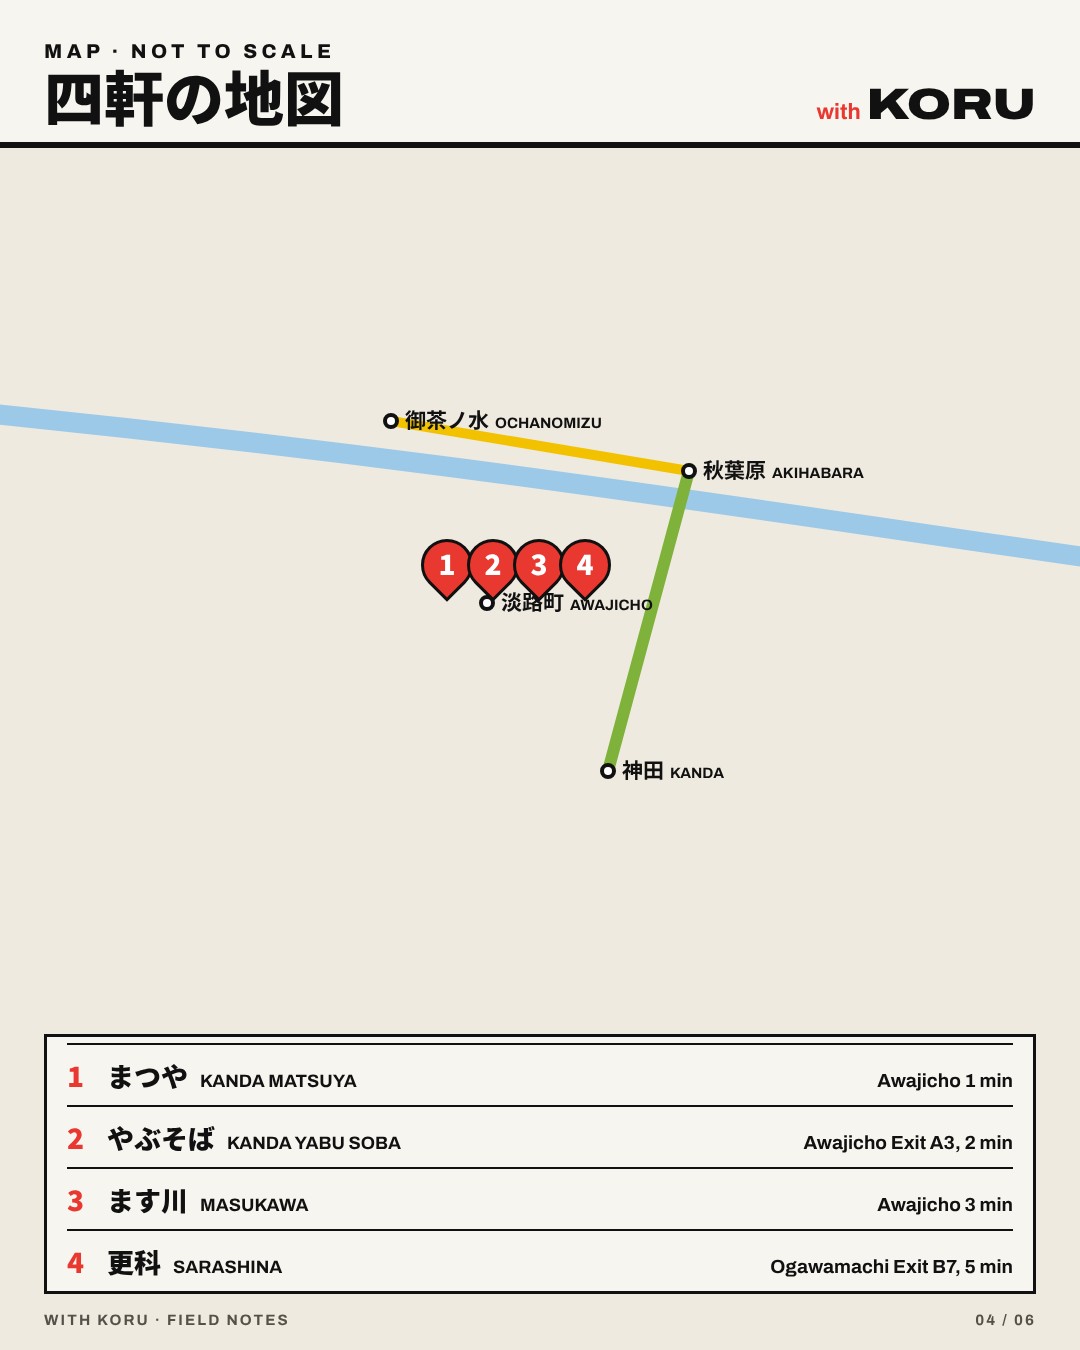 MAP · NOT TO SCALE
四軒の地図
with KORU
御茶ノ水 OCHANOMIZU
秋葉原 AKIHABARA
1 2 3 4
淡路町 AWAJICHO
神田 KANDA
1 まつや KANDA MATSUYA Awajicho 1 min
2 やぶそば KANDA YABU SOBA Awajicho Exit A3, 2 min
3 ます川 MASUKAWA Awajicho 3 min
4 更科 SARASHINA Ogawamachi Exit B7, 5 min
WITH KORU · FIELD NOTES 04 / 06